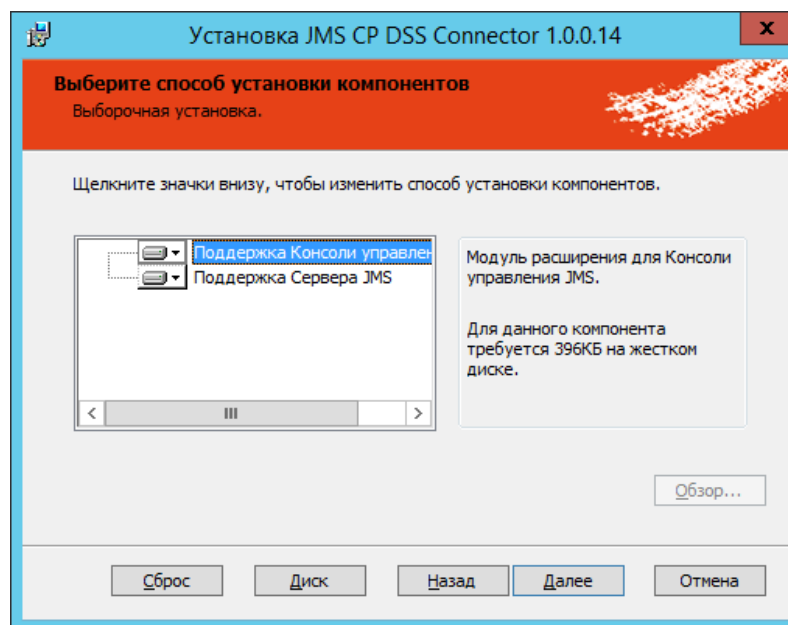 Установка JMS CP DSS Connector 1.0.0.14
x
Выберите способ установки компонентов
Выборочная установка.
Щелкните значки внизу, чтобы изменить способ установки компонентов.
Поддержка Консоли управлен
Поддержка Сервера JMS
Модуль расширения для Консоли
управления JMS.
Для данного компонента
требуется 396КБ на жестком
диске.
Обзор...
Сброс
Диск
Назад
Далее
Отмена